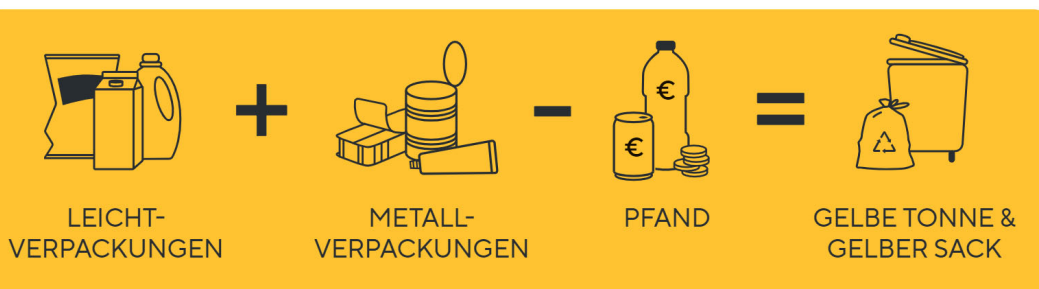 + - =
€
€
LEICHT-
VERPACKUNGEN
METALL-
VERPACKUNGEN
PFAND
GELBE TONNE &
GELBER SACK